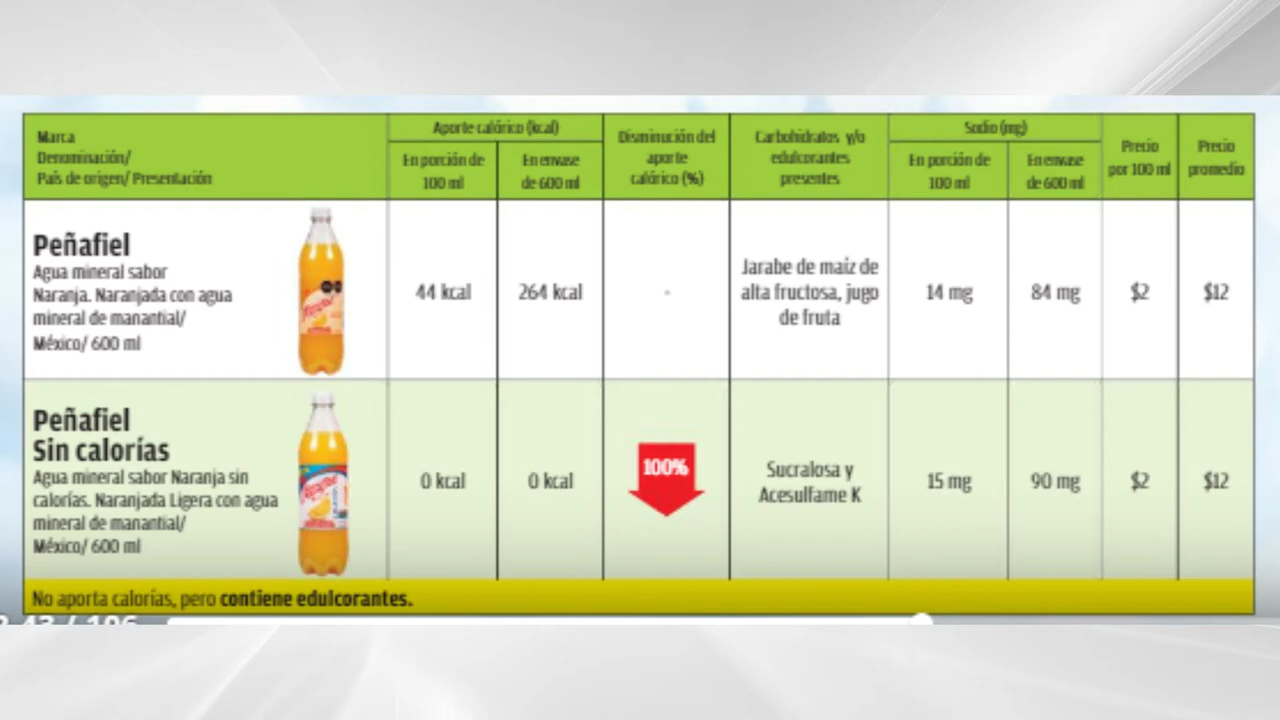 Marca
Denominación/
País de origen/ Presentación
Aporte calórico (kcal)
En porción de
100 ml
En envase
de 600 ml
Disminución del
aporte
calórico (%)
Carbohidratos y/o
edulcorantes
presentes
Sodio (mg)
En porción de
100 ml
En envase
de 600 ml
Precio
por 100 ml
Precio
promedio
Peñafiel
Agua mineral sabor
Naranja. Naranjada con agua
mineral de manantial/
México/ 600 ml
44 kcal
264 kcal
-
Jarabe de maíz de
alta fructosa, jugo
de fruta
14 mg
84 mg
$2
$12
Peñafiel
Sin calorías
Agua mineral sabor Naranja sin
calorías. Naranjada Ligera con agua
mineral de manantial/
México/ 600 ml
0 kcal
0 kcal
100%
Sucralosa y
Acesulfame K
15 mg
90 mg
$2
$12
No aporta calorías, pero contiene edulcorantes.